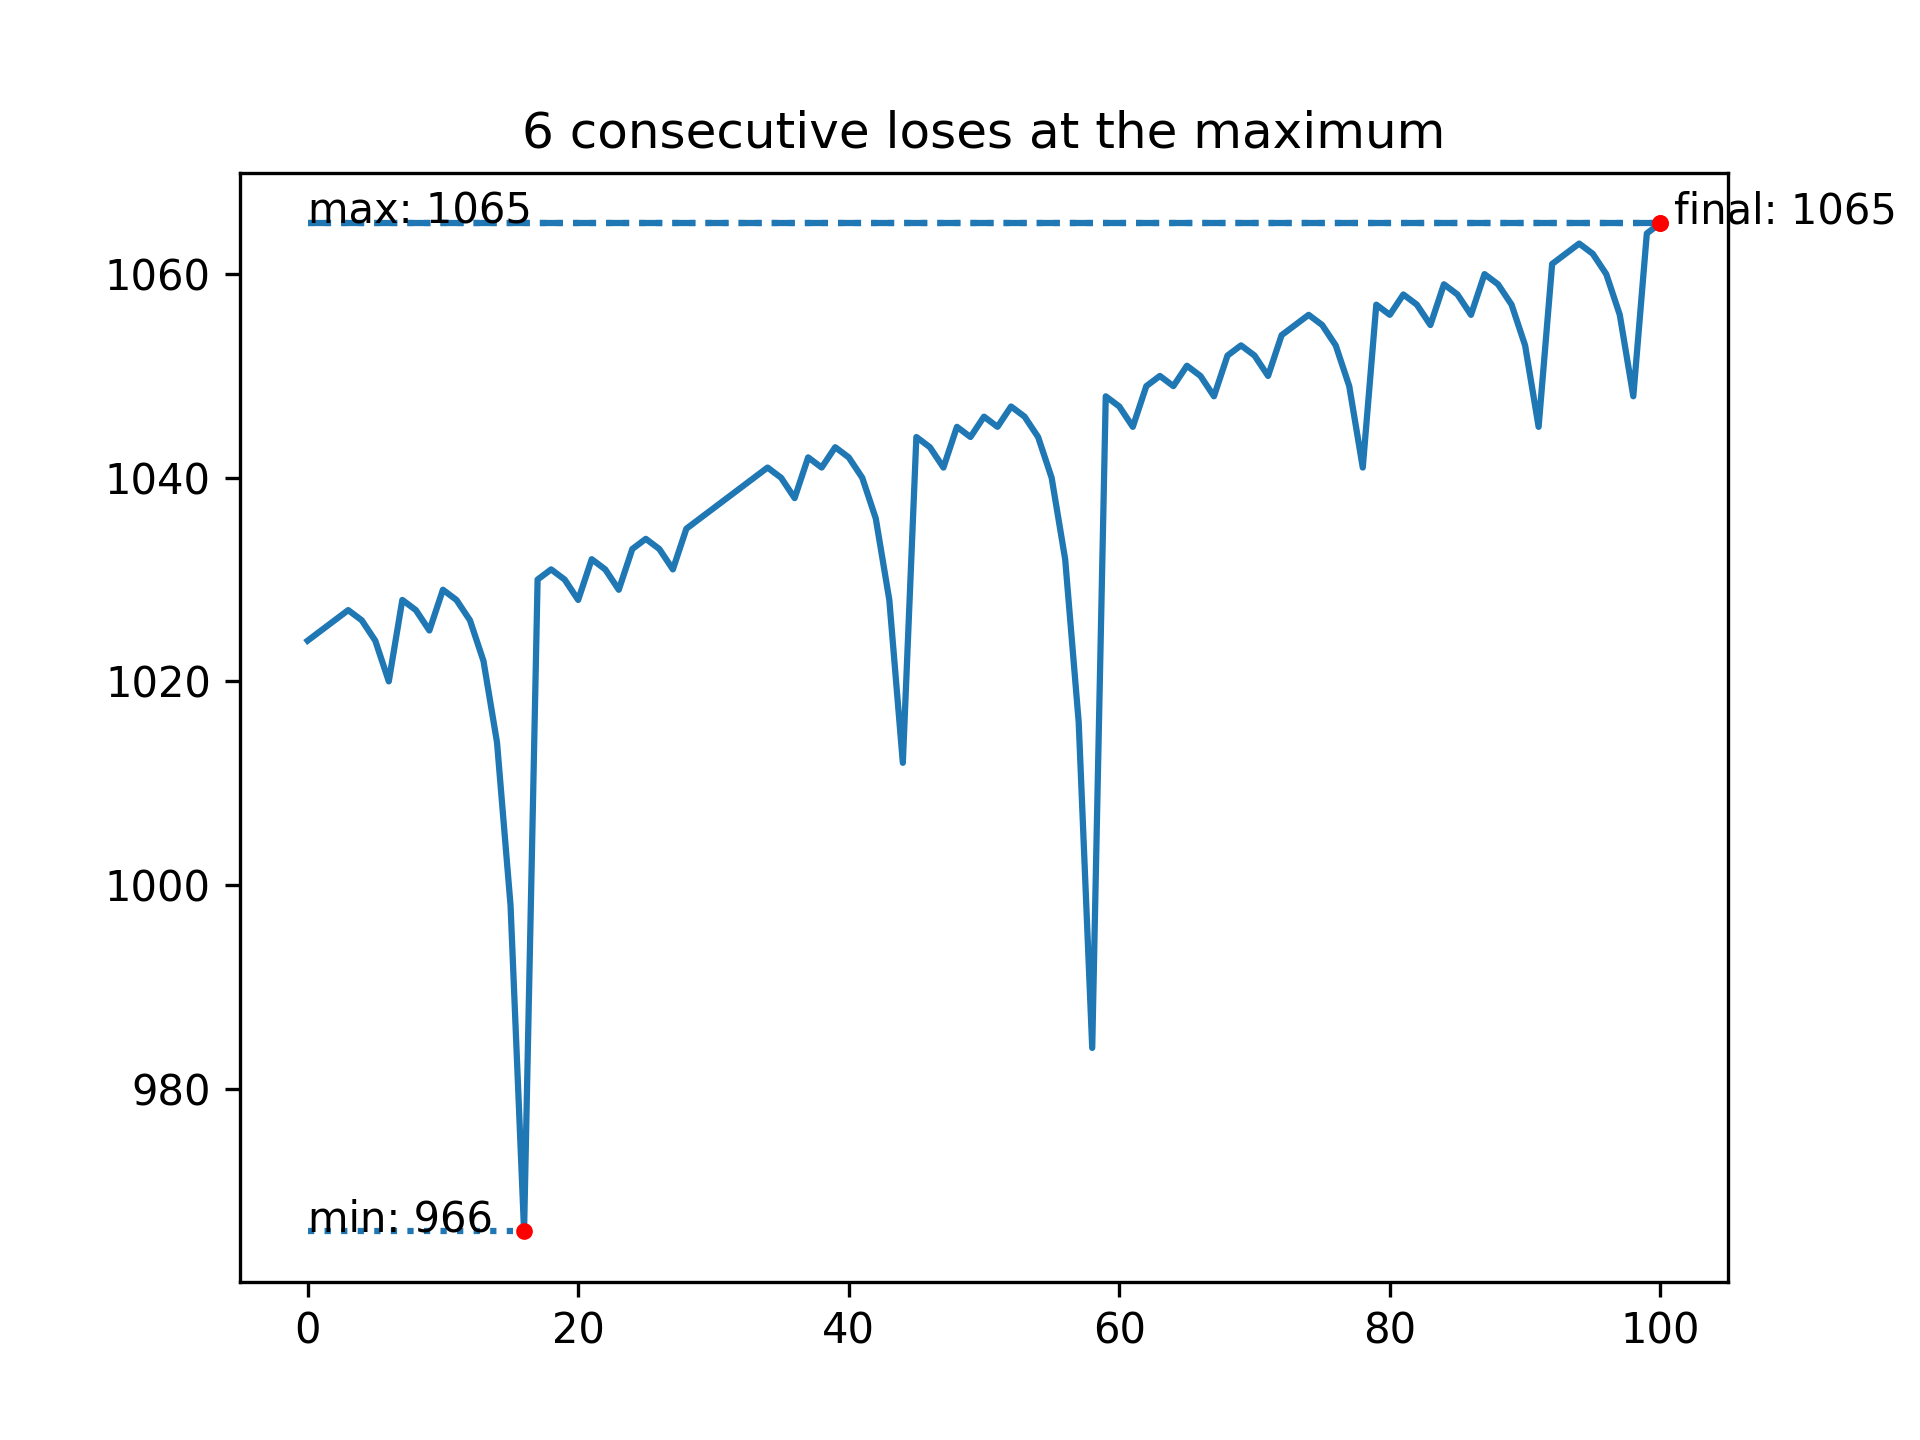 6 consecutive loses at the maximum
max: 1065
final: 1065
1060
1040
1020
1000
980
min: 966
0 20 40 60 80 100